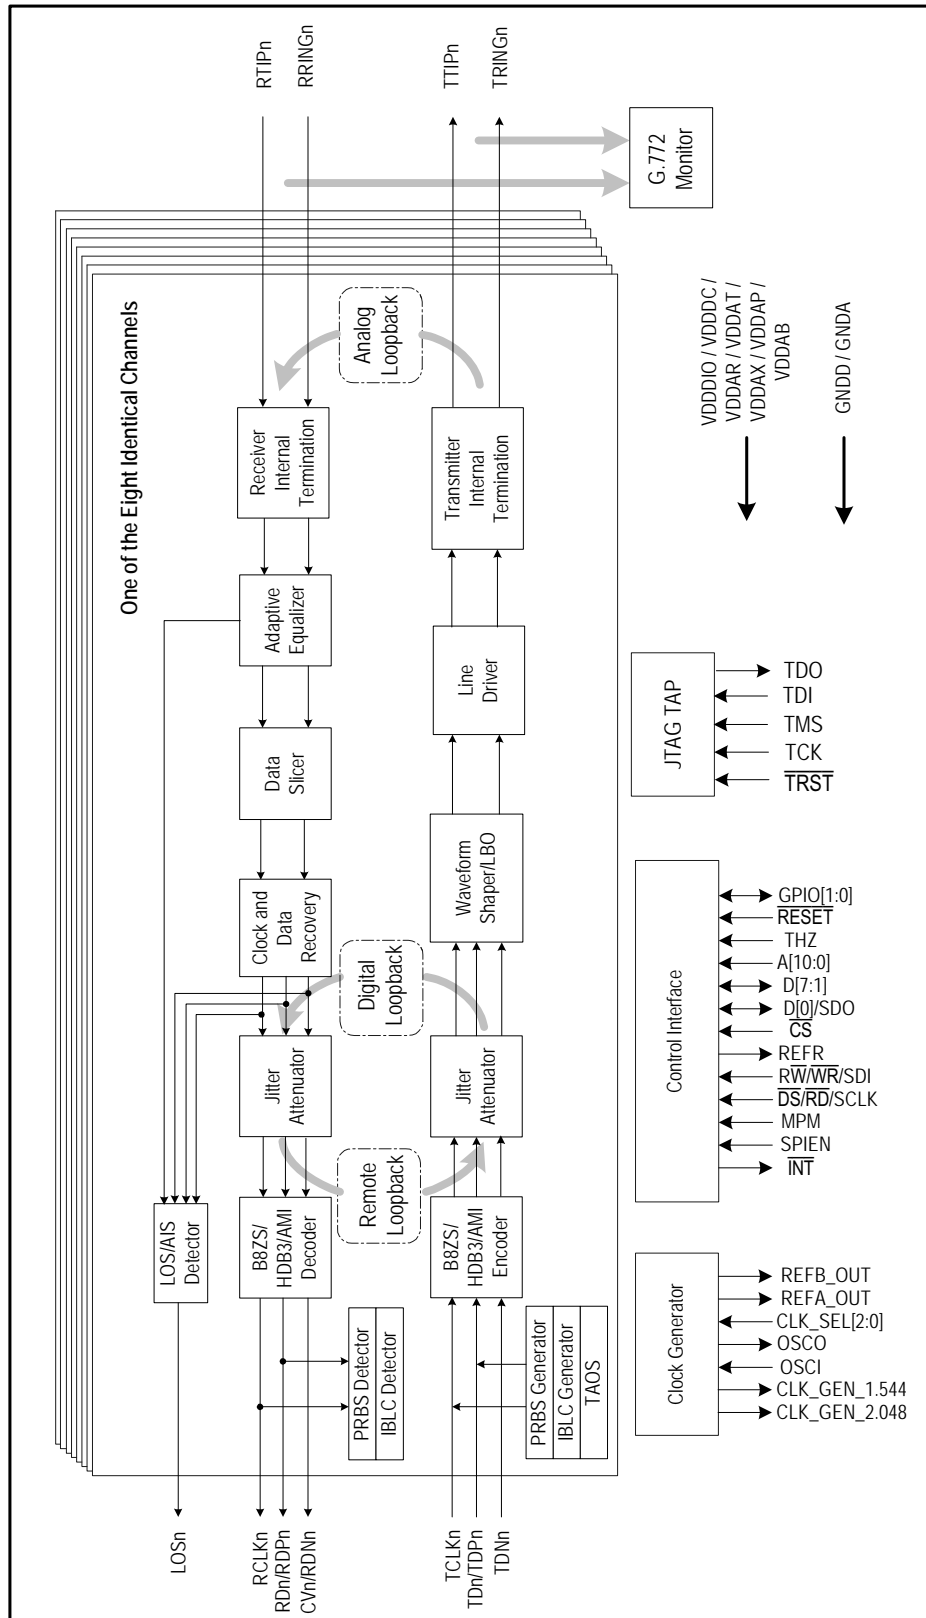 RTIPn
RRINGn
TTIPn
TRINGn
G.772
Monitor
One of the Eight Identical Channels
Analog
Loopback
VDDDIO / VDDDC /
VDDAR / VDDAT /
VDDAX / VDDAP /
VDDAB
GNDD / GNDA
Receiver
Internal
Termination
Transmitter
Internal
Termination
Adaptive
Equalizer
Line
Driver
Data
Slicer
Waveform
Shaper/LBO
Clock and
Data
Recovery
Digital
Loopback
Jitter
Attenuator
Jitter
Attenuator
Remote
Loopback
LOS/AIS
Detector
B8ZS/
HDB3/AMI
Decoder
B8ZS/
HDB3/AMI
Encoder
PRBS Detector
IBLC Detector
PRBS Generator
IBLC Generator
TAOS
LOSn
RCLKn
RDn/RDPn
CVn/RDNn
TCLKn
TDn/TDPn
TDNn
JTAG TAP
TDO
TDI
TMS
TCK
TRST
Control Interface
GPIO[1:0]
RESET
THZ
A[10:0]
D[7:1]
D[0]/SDO
CS
REFR
RW/WR/SDI
DS/RD/SCLK
MPM
SPIEN
INT
Clock Generator
REFB_OUT
REFA_OUT
CLK_SEL[2:0]
OSCO
OSCI
CLK_GEN_1.544
CLK_GEN_2.048